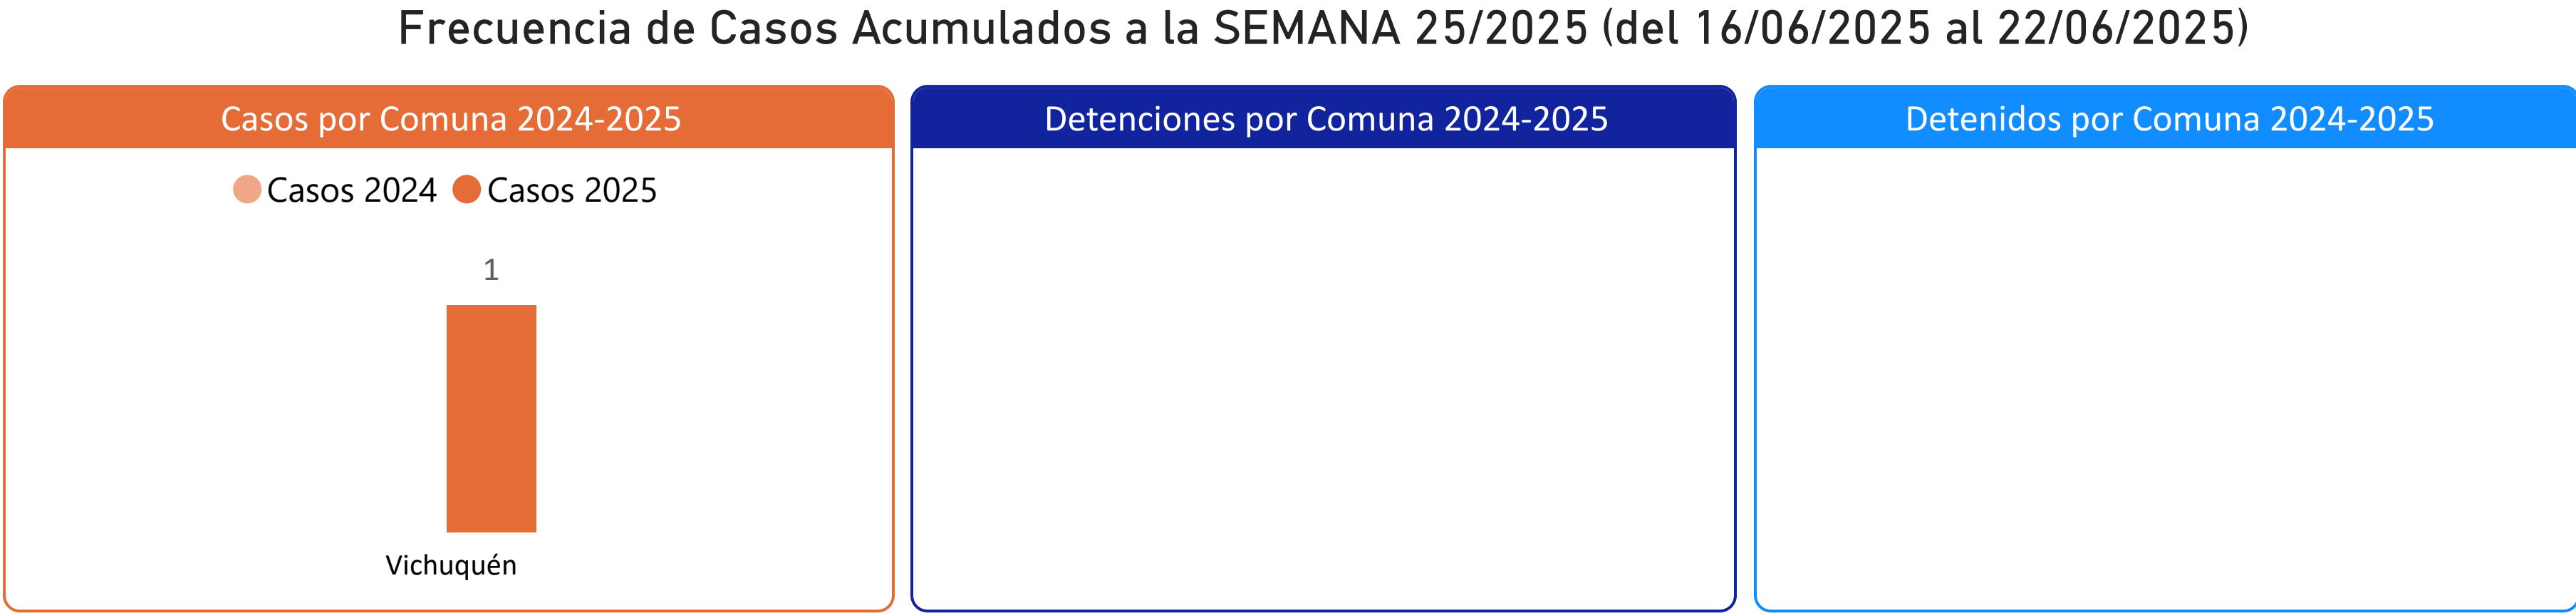 Frecuencia de Casos Acumulados a la SEMANA 25/2025 (del 16/06/2025 al 22/06/2025)
Casos por Comuna 2024-2025
Casos 2024 Casos 2025
1
Vichuquén
Detenciones por Comuna 2024-2025
Detenidos por Comuna 2024-2025